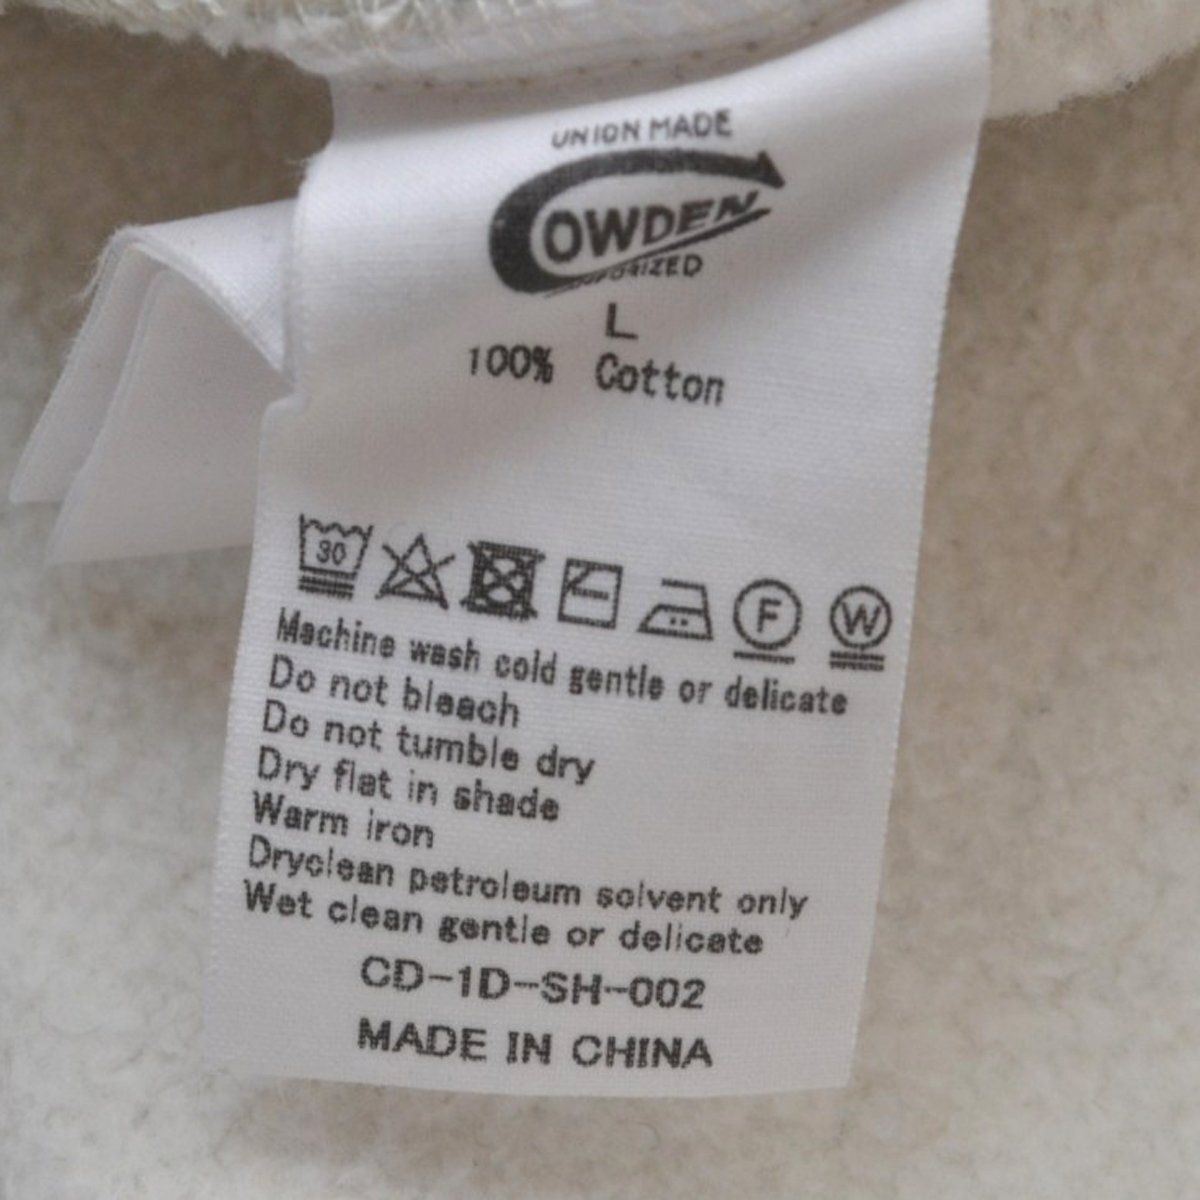 UNION MADE
COWDEN
L
100% Cotton
30
F
W
Machine wash cold gentle or delicate
Do not bleach
Do not tumble dry
Dry flat in shade
Warm iron
Dryclean petroleum solvent only
Wet clean gentle or delicate
CD-1D-SH-002
MADE IN CHINA